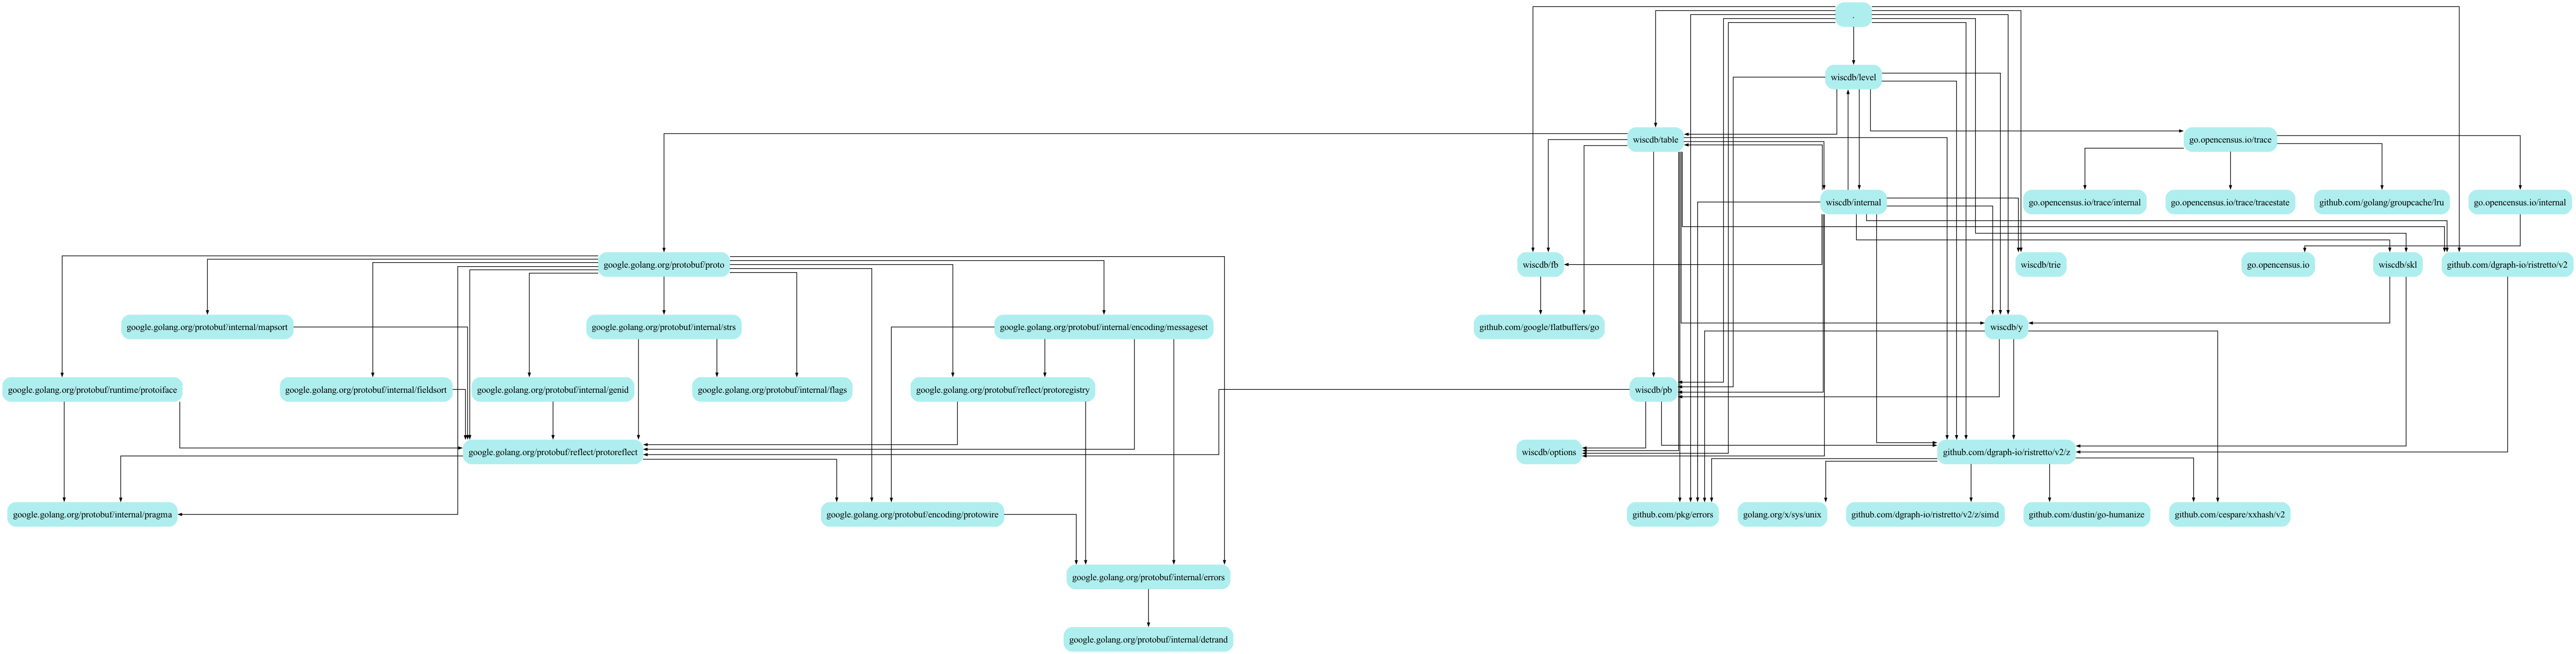 .
wiscdb/level
wiscdb/table
go.opencensus.io/trace
wiscdb/internal
go.opencensus.io/trace/internal
go.opencensus.io/trace/tracestate
github.com/golang/groupcache/lru
go.opencensus.io/internal
google.golang.org/protobuf/proto
wiscdb/fb
wiscdb/trie
go.opencensus.io
wiscdb/skl
github.com/dgraph-io/ristretto/v2
google.golang.org/protobuf/internal/mapsort
google.golang.org/protobuf/internal/strs
google.golang.org/protobuf/internal/encoding/messageset
github.com/google/flatbuffers/go
wiscdb/y
google.golang.org/protobuf/runtime/protoiface
google.golang.org/protobuf/internal/fieldsort
google.golang.org/protobuf/internal/genid
google.golang.org/protobuf/internal/flags
google.golang.org/protobuf/reflect/protoregistry
wiscdb/pb
google.golang.org/protobuf/reflect/protoreflect
wiscdb/options
github.com/dgraph-io/ristretto/v2/z
google.golang.org/protobuf/internal/pragma
google.golang.org/protobuf/encoding/protowire
github.com/pkg/errors
golang.org/x/sys/unix
github.com/dgraph-io/ristretto/v2/z/simd
github.com/dustin/go-humanize
github.com/cespare/xxhash/v2
google.golang.org/protobuf/internal/errors
google.golang.org/protobuf/internal/detrand